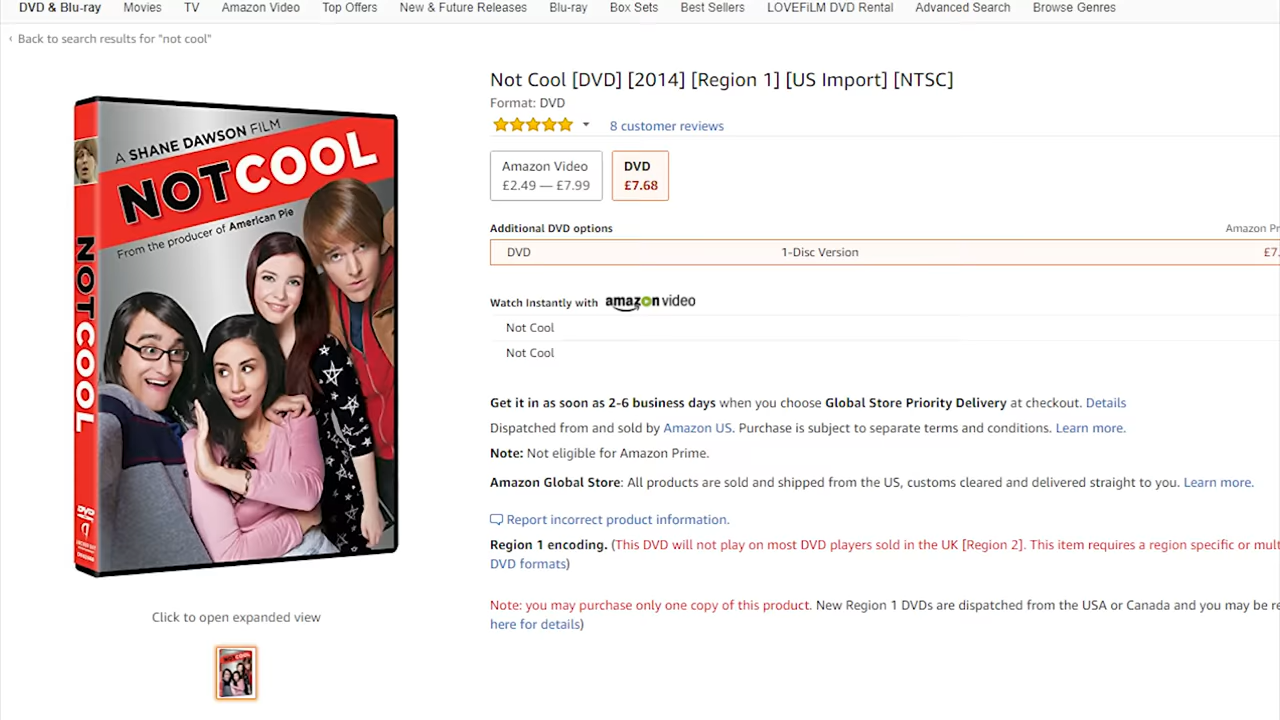 DVD & Blu-ray Movies TV Amazon Video Top Offers New & Future Releases Blu-ray Box Sets Best Sellers LOVEFiLM DVD Rental Advanced Search Browse Genres
‹ Back to search results for "not cool"
Not Cool [DVD] [2014] [Region 1] [US Import] [NTSC]
Format: DVD
8 customer reviews
Amazon Video
£2.49 — £7.99
DVD
£7.68
Additional DVD options Amazon Pr
DVD 1-Disc Version £7.
Watch Instantly with amazon video
Not Cool
Not Cool
Get it in as soon as 2-6 business days when you choose Global Store Priority Delivery at checkout. Details
Dispatched from and sold by Amazon US. Purchase is subject to separate terms and conditions. Learn more.
Note: Not eligible for Amazon Prime.
Amazon Global Store: All products are sold and shipped from the US, customs cleared and delivered straight to you. Learn more.
Report incorrect product information.
Region 1 encoding. (This DVD will not play on most DVD players sold in the UK [Region 2]. This item requires a region specific or mult
DVD formats)
Note: you may purchase only one copy of this product. New Region 1 DVDs are dispatched from the USA or Canada and you may be re
here for details)
A SHANE DAWSON FILM
NOT COOL
From the producer of American Pie
NOT COOL
DVD
Click to open expanded view
NOT COOL